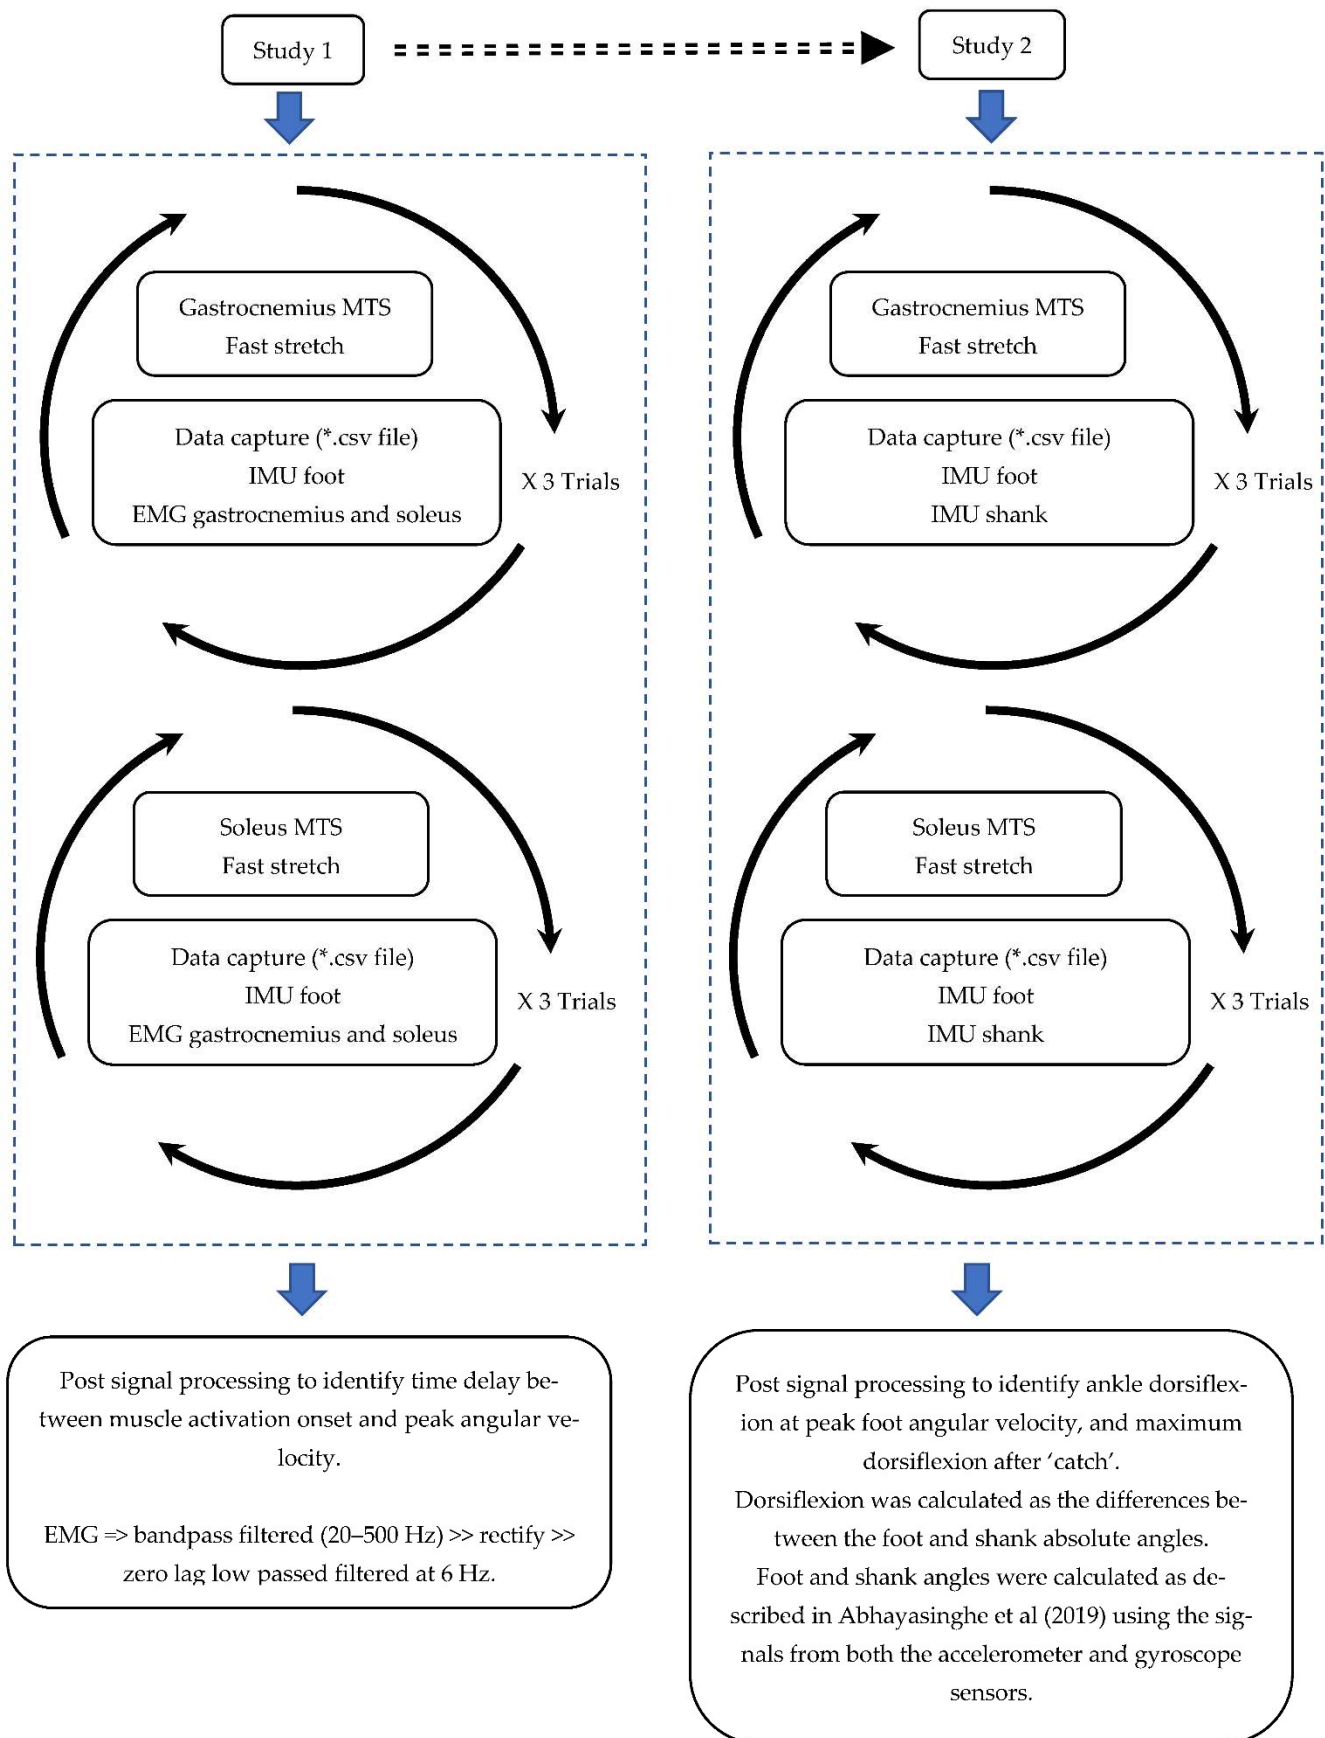 Study 1
Study 2
Gastrocnemius MTS
Fast stretch
Data capture (*.csv file)
IMU foot
EMG gastrocnemius and soleus
X 3 Trials
Soleus MTS
Fast stretch
Data capture (*.csv file)
IMU foot
EMG gastrocnemius and soleus
X 3 Trials
Post signal processing to identify time delay be-
tween muscle activation onset and peak angular ve-
locity.
EMG => bandpass filtered (20–500 Hz) >> rectify >>
zero lag low passed filtered at 6 Hz.
Gastrocnemius MTS
Fast stretch
Data capture (*.csv file)
IMU foot
IMU shank
X 3 Trials
Soleus MTS
Fast stretch
Data capture (*.csv file)
IMU foot
IMU shank
X 3 Trials
Post signal processing to identify ankle dorsiflex-
ion at peak foot angular velocity, and maximum
dorsiflexion after ‘catch’.
Dorsiflexion was calculated as the differences be-
tween the foot and shank absolute angles.
Foot and shank angles were calculated as de-
scribed in Abhayasinghe et al (2019) using the sig-
nals from both the accelerometer and gyroscope
sensors.